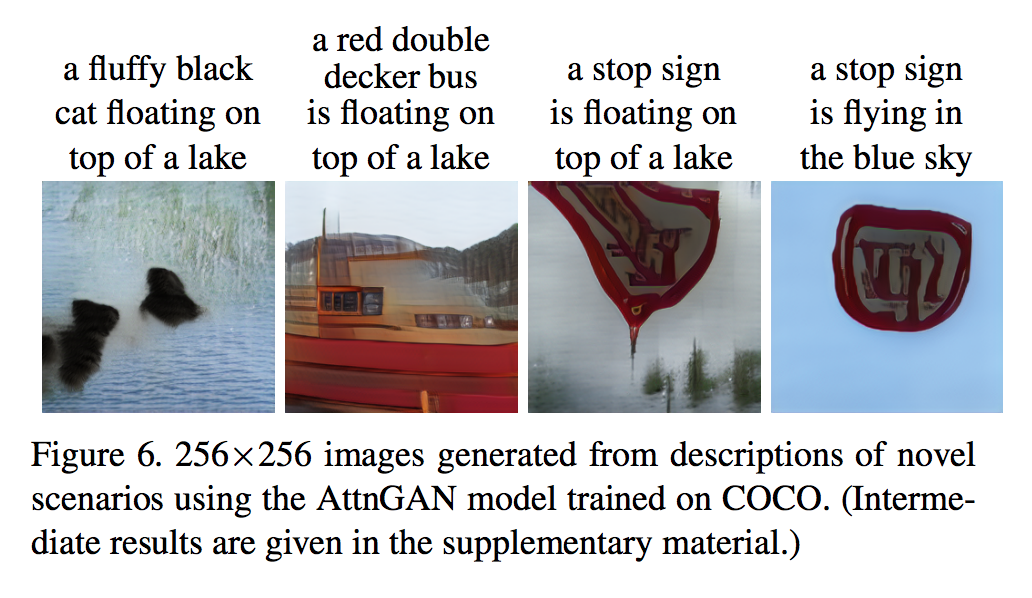 a fluffy black
cat floating on
top of a lake
a red double
decker bus
is floating on
top of a lake
a stop sign
is floating on
top of a lake
a stop sign
is flying in
the blue sky
Figure 6. 256×256 images generated from descriptions of novel
scenarios using the AttnGAN model trained on COCO. (Interme-
diate results are given in the supplementary material.)